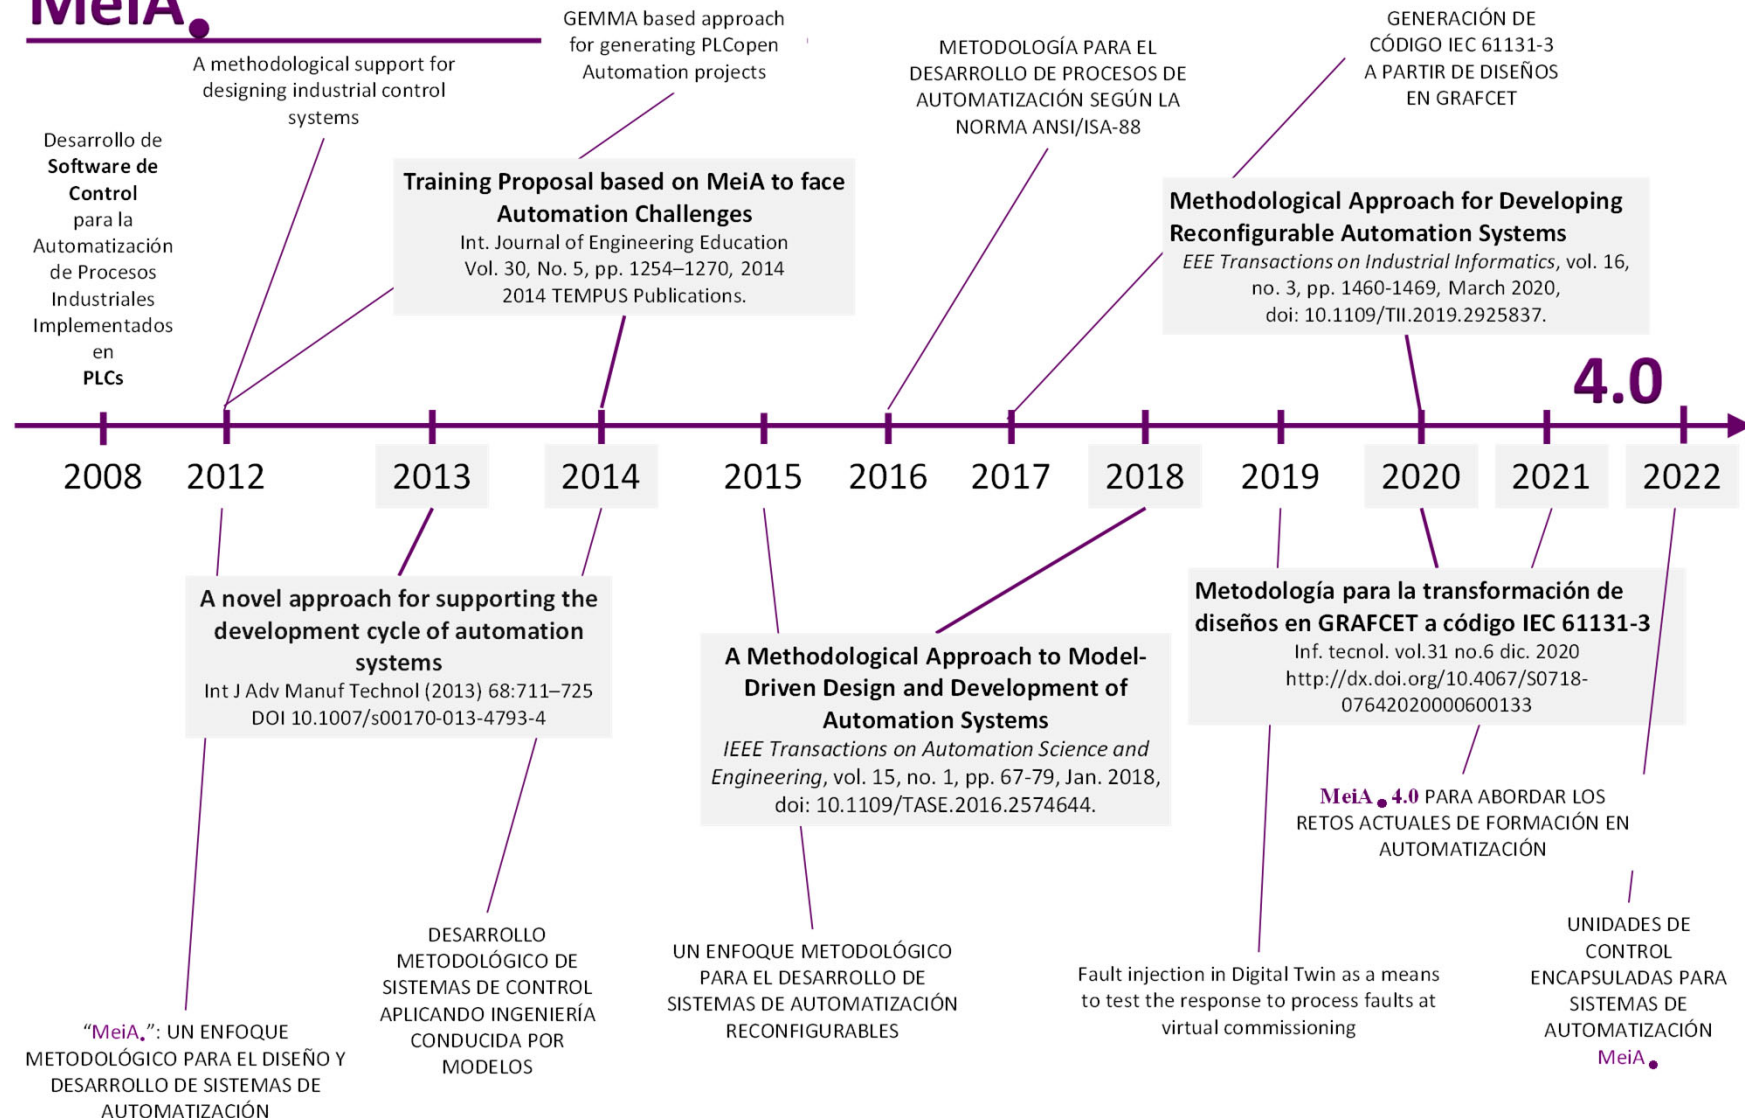 MeiA.
A methodological support for
designing industrial control
systems
GEMMA based approach
for generating PLCopen
Automation projects
METODOLOGÍA PARA EL
DESARROLLO DE PROCESOS DE
AUTOMATIZACIÓN SEGÚN LA
NORMA ANSI/ISA-88
GENERACIÓN DE
CÓDIGO IEC 61131-3
A PARTIR DE DISEÑOS
EN GRAFCET
Desarrollo de
Software de
Control
para la
Automatización
de Procesos
Industriales
Implementados
en
PLCs
Training Proposal based on MeiA to face
Automation Challenges
Int. Journal of Engineering Education
Vol. 30, No. 5, pp. 1254–1270, 2014
2014 TEMPUS Publications.
Methodological Approach for Developing
Reconfigurable Automation Systems
EEE Transactions on Industrial Informatics, vol. 16,
no. 3, pp. 1460-1469, March 2020,
doi: 10.1109/TII.2019.2925837.
4.0
2008 2012 2013 2014 2015 2016 2017 2018 2019 2020 2021 2022
A novel approach for supporting the
development cycle of automation
systems
Int J Adv Manuf Technol (2013) 68:711–725
DOI 10.1007/s00170-013-4793-4
A Methodological Approach to Model-
Driven Design and Development of
Automation Systems
IEEE Transactions on Automation Science and
Engineering, vol. 15, no. 1, pp. 67-79, Jan. 2018,
doi: 10.1109/TASE.2016.2574644.
Metodología para la transformación de
diseños en GRAFCET a código IEC 61131-3
Inf. tecnol. vol.31 no.6 dic. 2020
http://dx.doi.org/10.4067/S0718-
07642020000600133
MeiA. 4.0 PARA ABORDAR LOS
RETOS ACTUALES DE FORMACIÓN EN
AUTOMATIZACIÓN
“MeiA.”: UN ENFOQUE
METODOLÓGICO PARA EL DISEÑO Y
DESARROLLO DE SISTEMAS DE
AUTOMATIZACIÓN
DESARROLLO
METODOLÓGICO DE
SISTEMAS DE CONTROL
APLICANDO INGENIERÍA
CONDUCIDA POR
MODELOS
UN ENFOQUE METODOLÓGICO
PARA EL DESARROLLO DE
SISTEMAS DE AUTOMATIZACIÓN
RECONFIGURABLES
Fault injection in Digital Twin as a means
to test the response to process faults at
virtual commissioning
UNIDADES DE
CONTROL
ENCAPSULADAS PARA
SISTEMAS DE
AUTOMATIZACIÓN
MeiA.